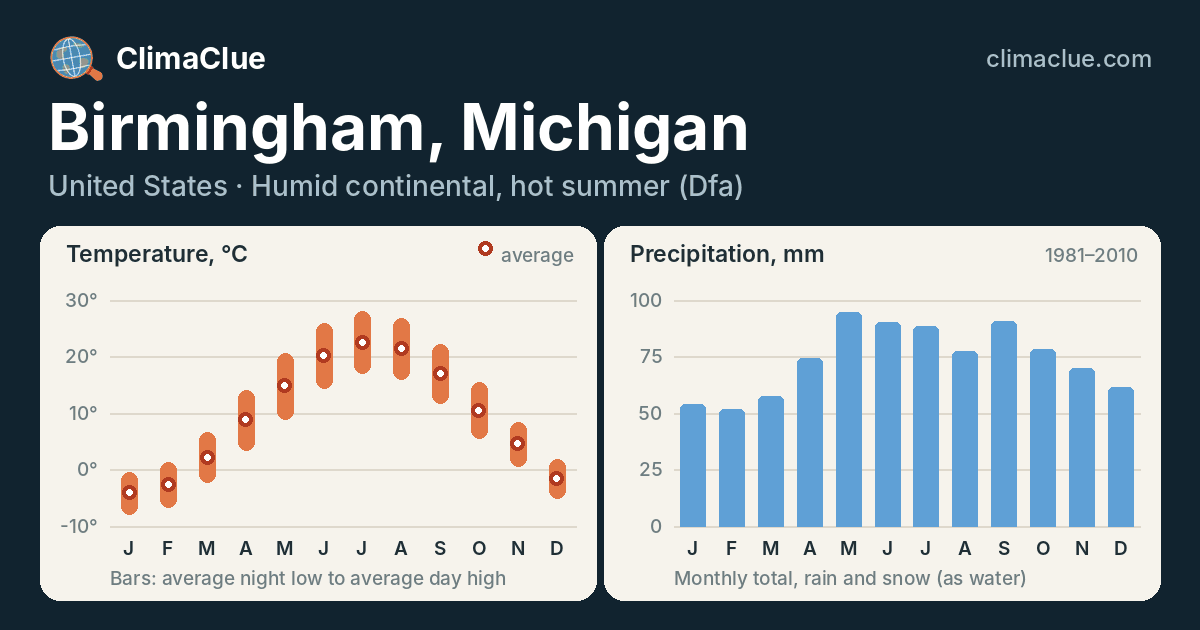 ClimaClue
climaclue.com
Birmingham, Michigan
United States · Humid continental, hot summer (Dfa)
Temperature, °C
average
30°
20°
10°
0°
-10°
J F M A M J J A S O N D
Bars: average night low to average day high
Precipitation, mm
1981–2010
100
75
50
25
0
J F M A M J J A S O N D
Monthly total, rain and snow (as water)